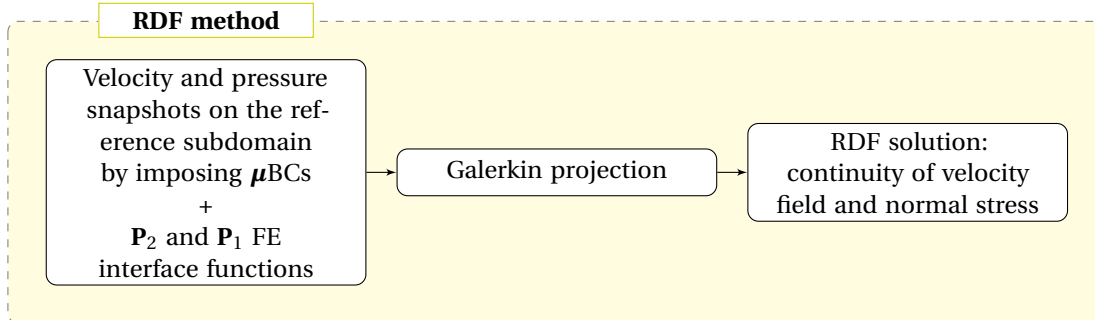 RDF method
Velocity and pressure
snapshots on the ref-
erence subdomain
by imposing μBCs
+
P₂ and P₁ FE
interface functions
Galerkin projection
RDF solution:
continuity of velocity
field and normal stress